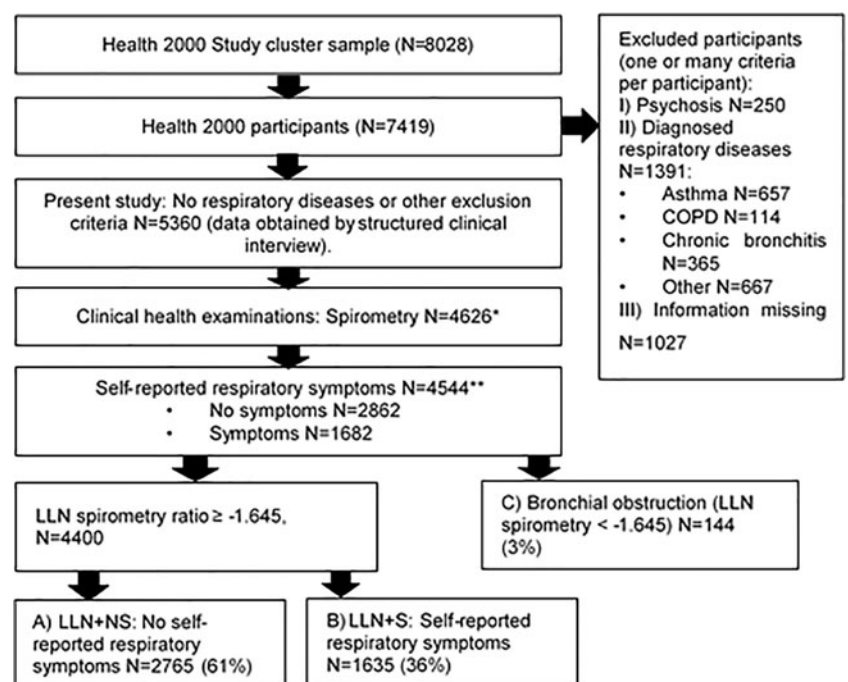 Health 2000 Study cluster sample (N=8028)
Health 2000 participants (N=7419)
Excluded participants
(one or many criteria
per participant):
I) Psychosis N=250
II) Diagnosed
respiratory diseases
N=1391:
• Asthma N=657
• COPD N=114
• Chronic bronchitis
N=365
• Other N=667
III) Information missing
N=1027
Present study: No respiratory diseases or other exclusion
criteria N=5360 (data obtained by structured clinical
interview).
Clinical health examinations: Spirometry N=4626*
Self-reported respiratory symptoms N=4544**
• No symptoms N=2862
• Symptoms N=1682
LLN spirometry ratio ≥ -1.645,
N=4400
C) Bronchial obstruction (LLN
spirometry < -1.645) N=144
(3%)
A) LLN+NS: No self-
reported respiratory
symptoms N=2765 (61%)
B) LLN+S: Self-reported
respiratory symptoms
N=1635 (36%)